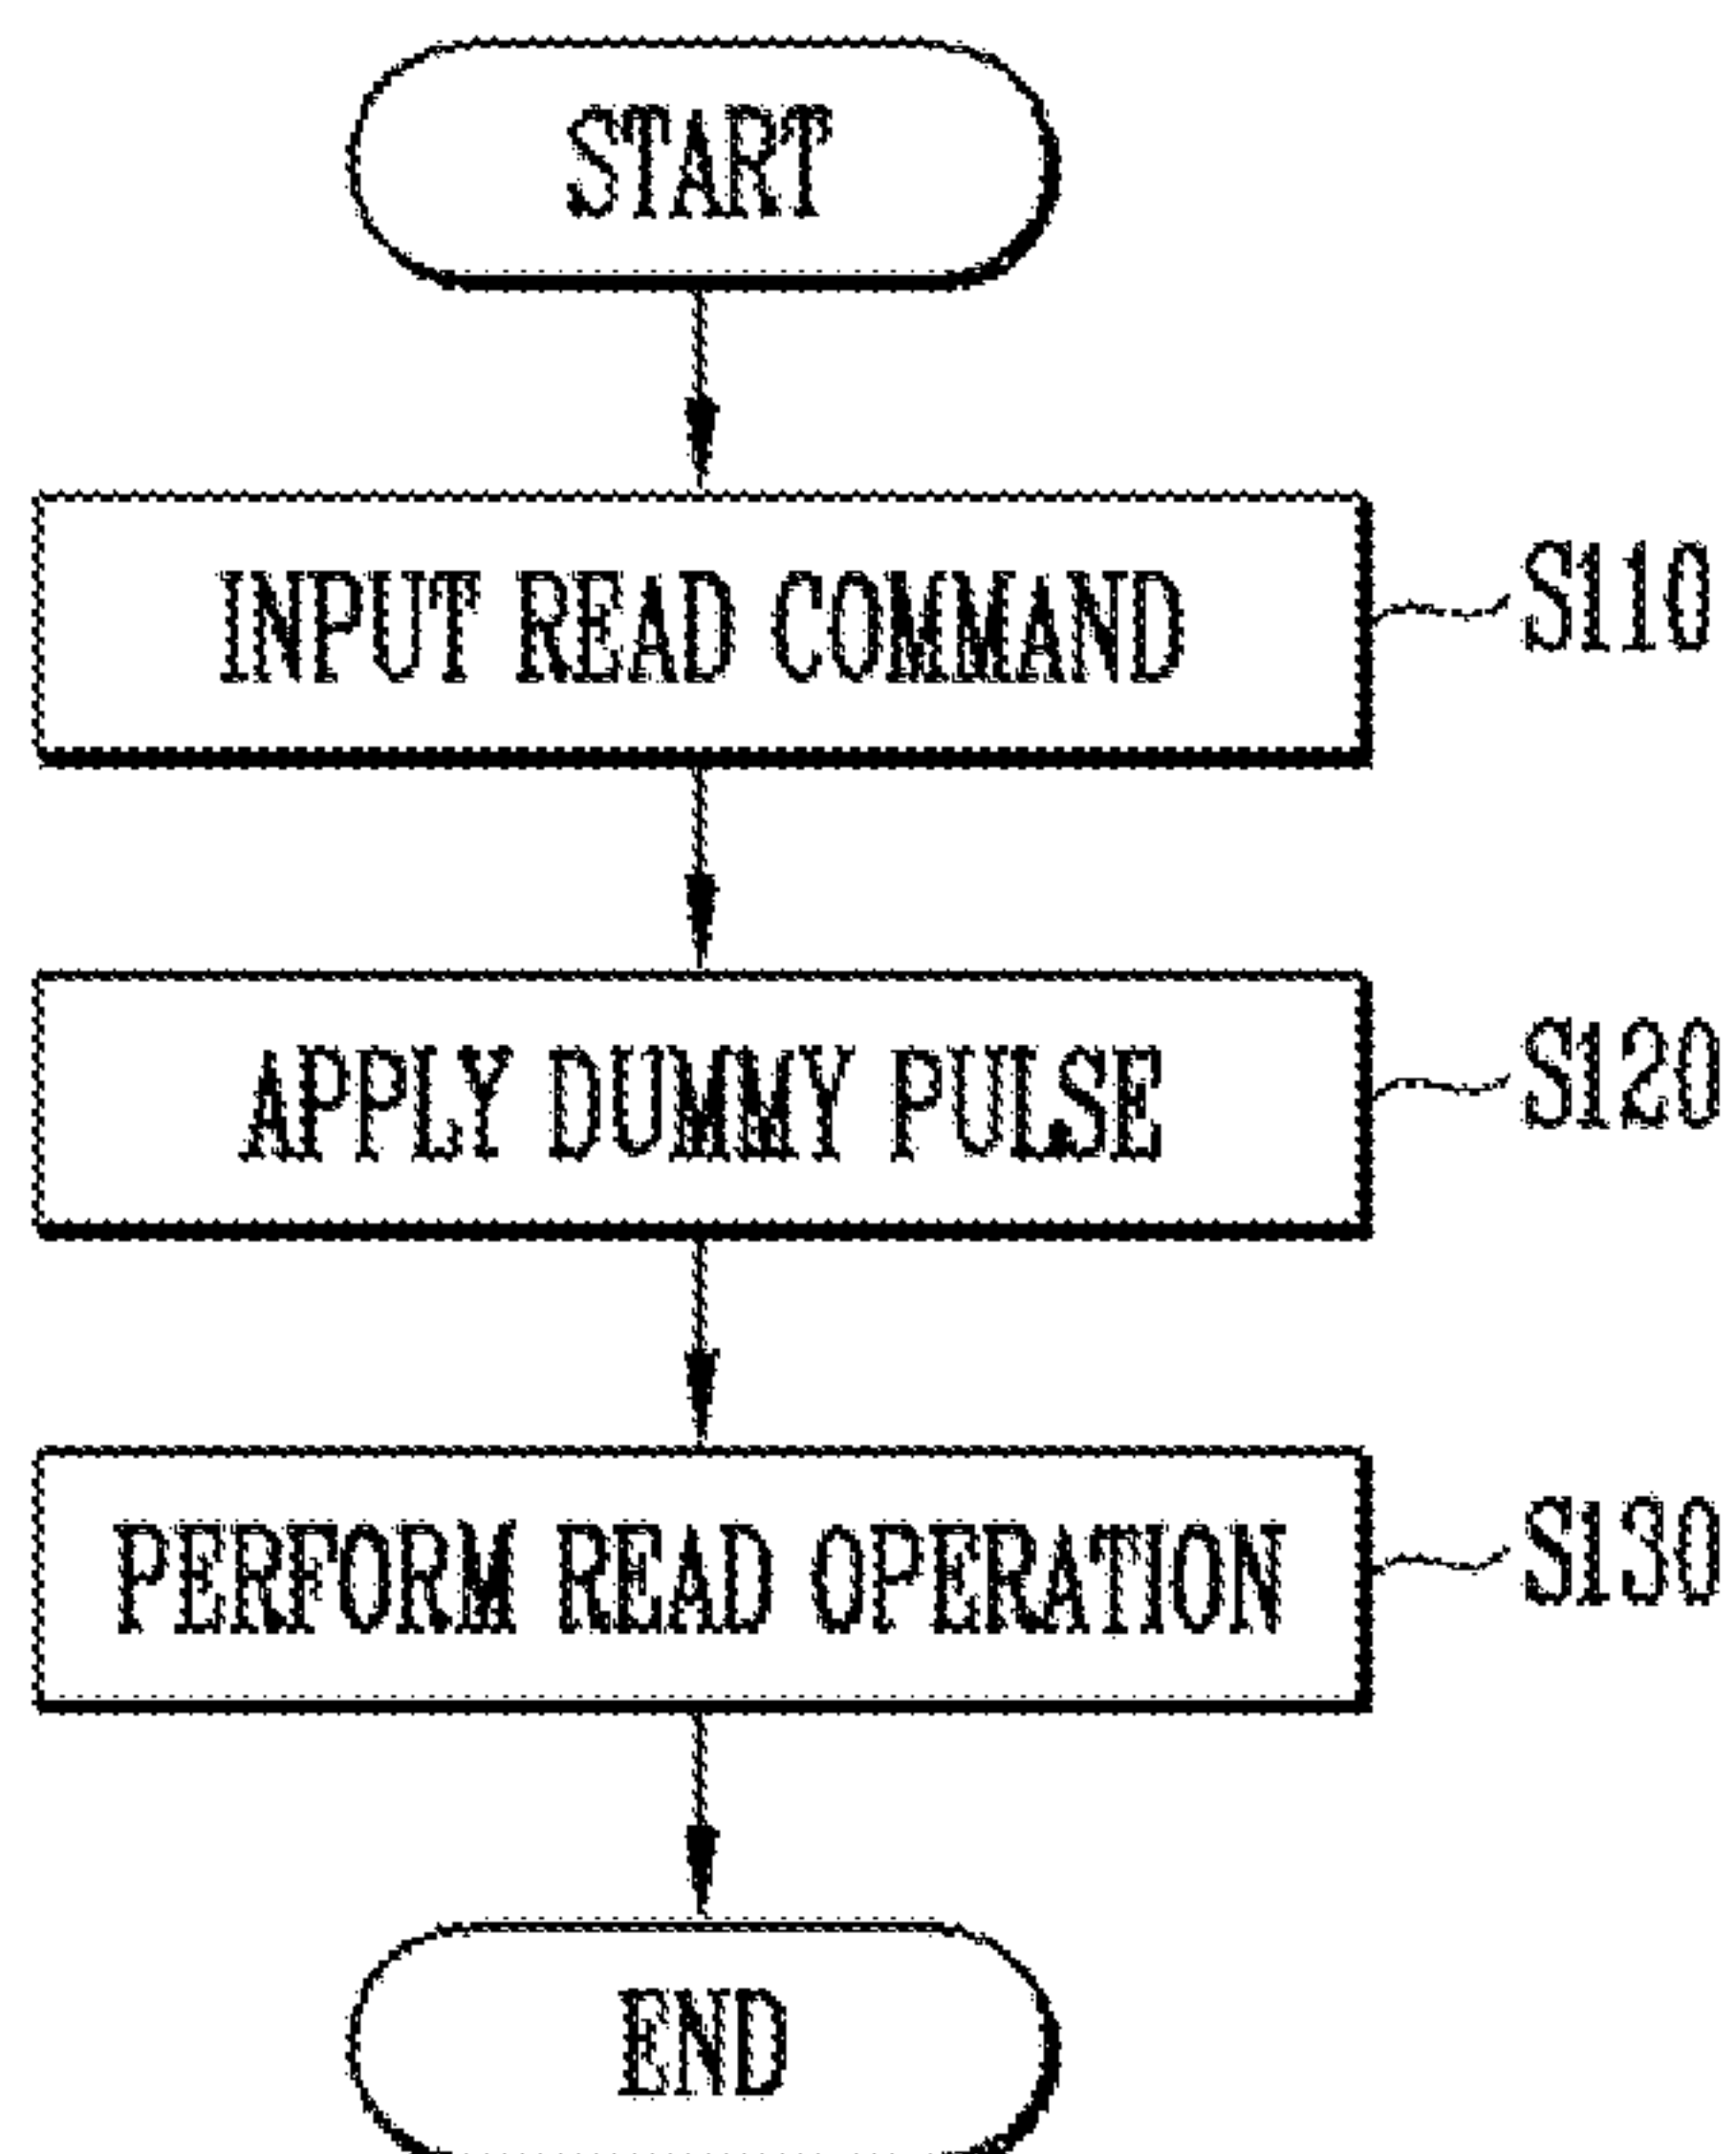 START
INPUT READ COMMAND
S110
APPLY DUMMY PULSE
S120
PERFORM READ OPERATION
S130
END